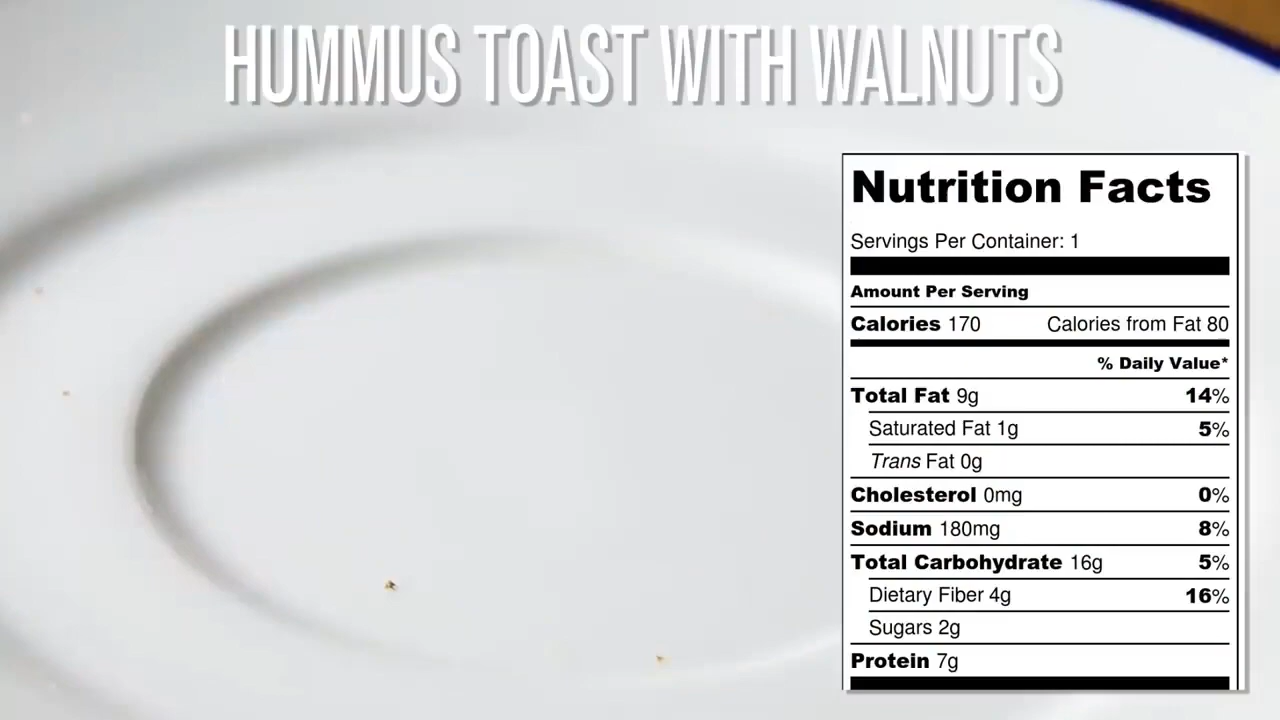 HUMMUS TOAST WITH WALNUTS
Nutrition Facts
Servings Per Container: 1
Amount Per Serving
Calories 170 Calories from Fat 80
% Daily Value*
Total Fat 9g 14%
Saturated Fat 1g 5%
Trans Fat 0g
Cholesterol 0mg 0%
Sodium 180mg 8%
Total Carbohydrate 16g 5%
Dietary Fiber 4g 16%
Sugars 2g
Protein 7g